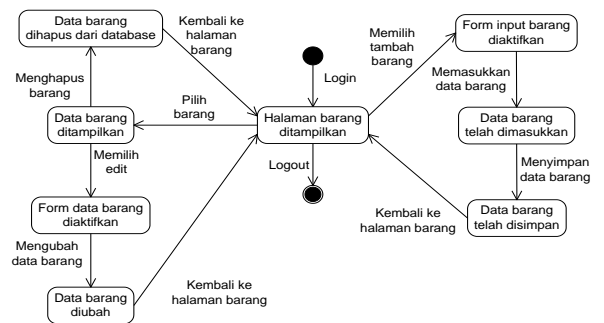 Data barang
dihapus dari database
Kembali ke
halaman
barang
Memilih
tambah
barang
Form input barang
diaktifkan
Login
Menghapus
barang
Memasukkan
data barang
Pilih
barang
Data barang
ditampilkan
Halaman barang
ditampilkan
Data barang
telah dimasukkan
Memilih
edit
Logout
Menyimpan
data barang
Form data barang
diaktifkan
Kembali ke
halaman barang
Data barang
telah disimpan
Mengubah
data barang
Kembali ke
halaman barang
Data barang
diubah